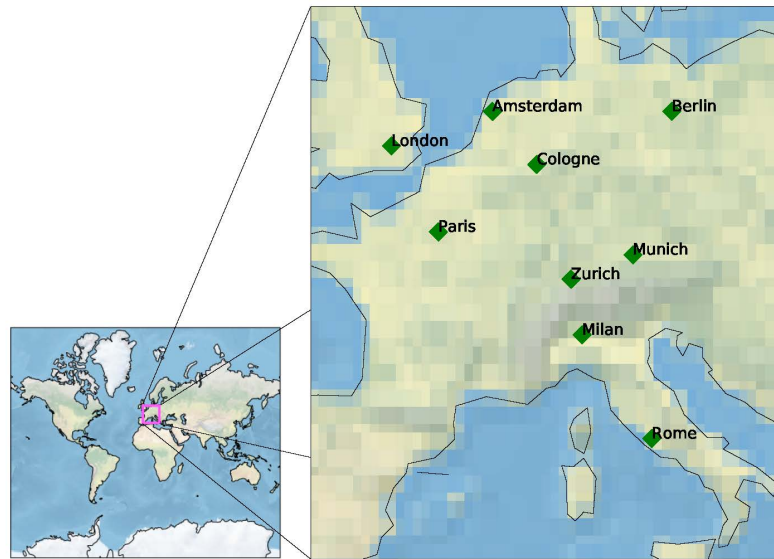 Amsterdam
Berlin
London
Cologne
Paris
Munich
Zurich
Milan
Rome